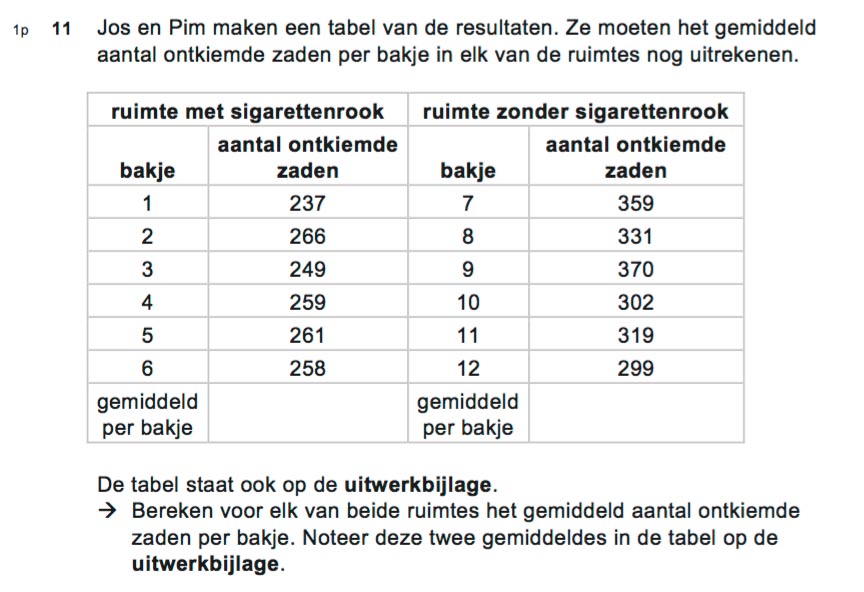 1p 11 Jos en Pim maken een tabel van de resultaten. Ze moeten het gemiddeld
aantal ontkiemde zaden per bakje in elk van de ruimtes nog uitrekenen.
ruimte met sigarettenrook ruimte zonder sigarettenrook
bakje aantal ontkiemde zaden bakje aantal ontkiemde zaden
1 237 7 359
2 266 8 331
3 249 9 370
4 259 10 302
5 261 11 319
6 258 12 299
gemiddeld gemiddeld
per bakje per bakje
De tabel staat ook op de uitwerkbijlage.
→ Bereken voor elk van beide ruimtes het gemiddeld aantal ontkiemde
zaden per bakje. Noteer deze twee gemiddeldes in de tabel op de
uitwerkbijlage.